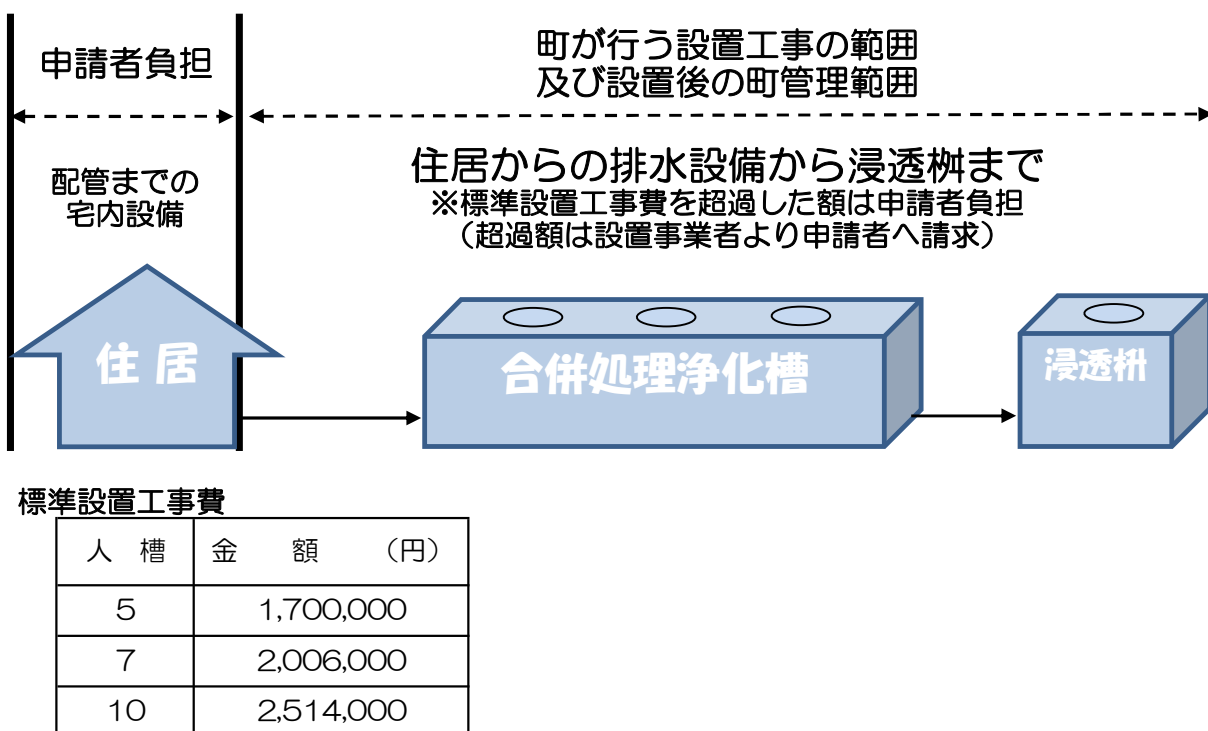 申請者負担
町が行う設置工事の範囲
及び設置後の町管理範囲
配管までの
宅内設備
住居からの排水設備から浸透桝まで
※標準設置工事費を超過した額は申請者負担
（超過額は設置事業者より申請者へ請求）
住居
合併処理浄化槽
浸透枡
標準設置工事費
人 槽 金 額 （円）
5 1,700,000
7 2,006,000
10 2,514,000